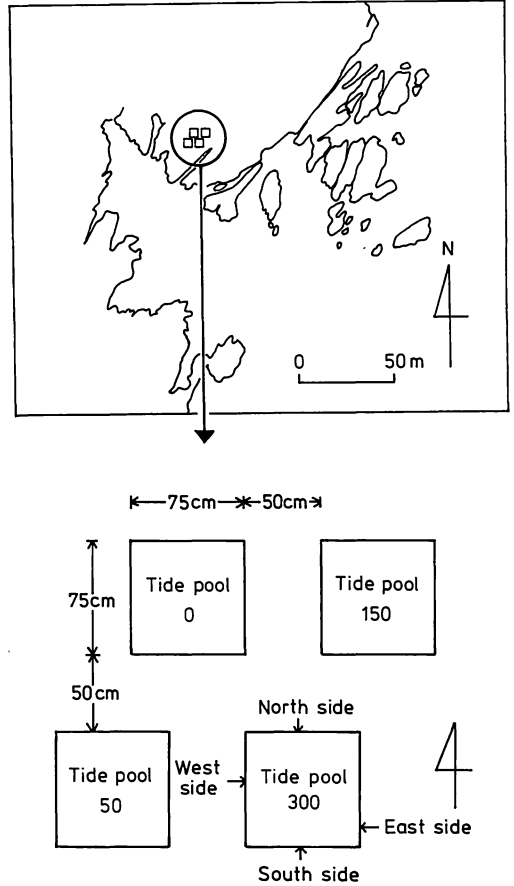 N
0 50 m
75cm 50cm
75cm
Tide pool
0
Tide pool
150
50cm
North side
Tide pool
50
West
side
Tide pool
300
East side
South side